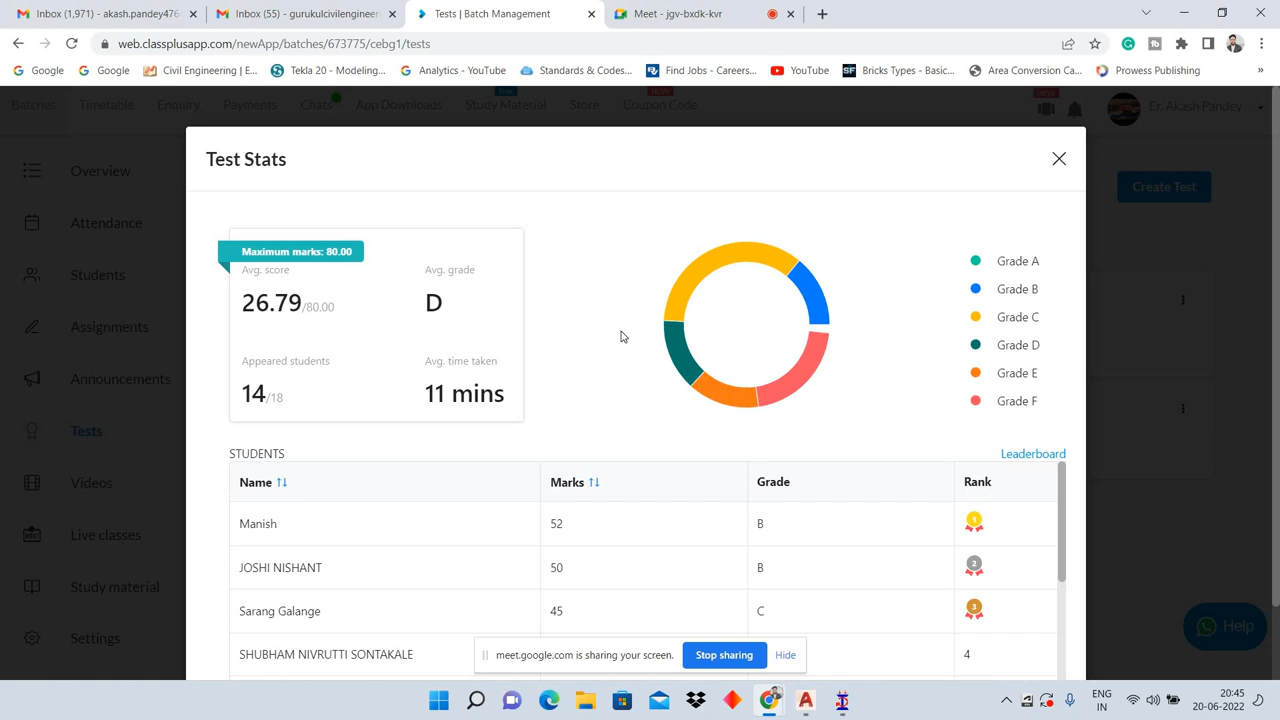 Inbox (1,971) - akash.pandey476
Inbox (55) - gurukulcivilengineer
Tests | Batch Management
Meet - jgv-bxdk-kvr
web.classplusapp.com/newApp/batches/673775/cebg1/tests
Google
Google
Civil Engineering | E...
Tekla 20 - Modeling...
Analytics - YouTube
Standards & Codes...
Find Jobs - Careers...
YouTube
Bricks Types - Basic...
Area Conversion Ca...
Prowess Publishing
»
Batches
Timetable
Enquiry
Payments
Chats
App Downloads
Study Material
Store
Coupon Code
Er. Akash Pandey
Overview
Attendance
Students
Assignments
Announcements
Tests
Videos
Live classes
Study material
Settings
Create Test
Test Stats
Maximum marks: 80.00
Avg. score
Avg. grade
26.79/80.00
D
Appeared students
Avg. time taken
14/18
11 mins
Grade A
Grade B
Grade C
Grade D
Grade E
Grade F
STUDENTS
Leaderboard
Name
Marks
Grade
Rank
Manish 52 B 1
JOSHI NISHANT 50 B 2
Sarang Galange 45 C 3
SHUBHAM NIVRUTTI SONTAKALE 4
meet.google.com is sharing your screen.
Stop sharing
Hide
Help
ENG
IN
20:45
20-06-2022